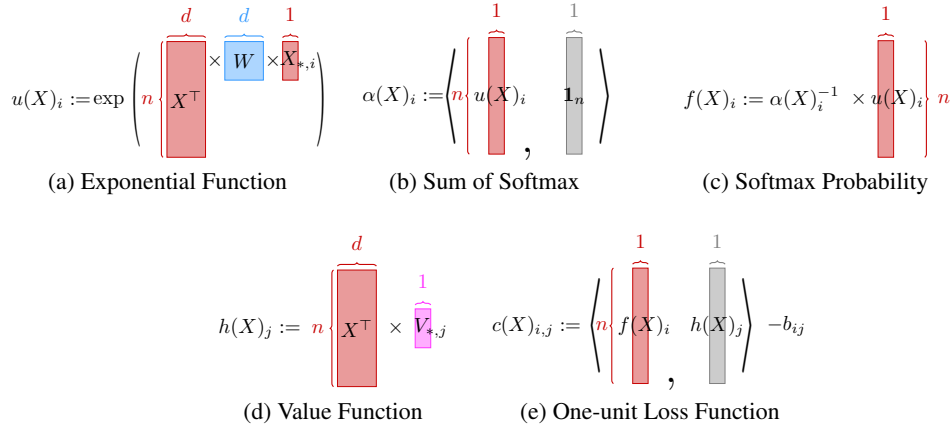 d d 1
u(X)_i := exp ( n { X^⊤ × W × X_{*,i} )
(a) Exponential Function
1 1
α(X)_i := ⟨ n { u(X)_i , 1_n ⟩
(b) Sum of Softmax
1
f(X)_i := α(X)_i^{-1} × u(X)_i } n
(c) Softmax Probability
d 1
h(X)_j := n { X^⊤ × V_{*,j}
(d) Value Function
1 1
c(X)_{i,j} := ⟨ n { f(X)_i , h(X)_j ⟩ −b_{ij}
(e) One-unit Loss Function